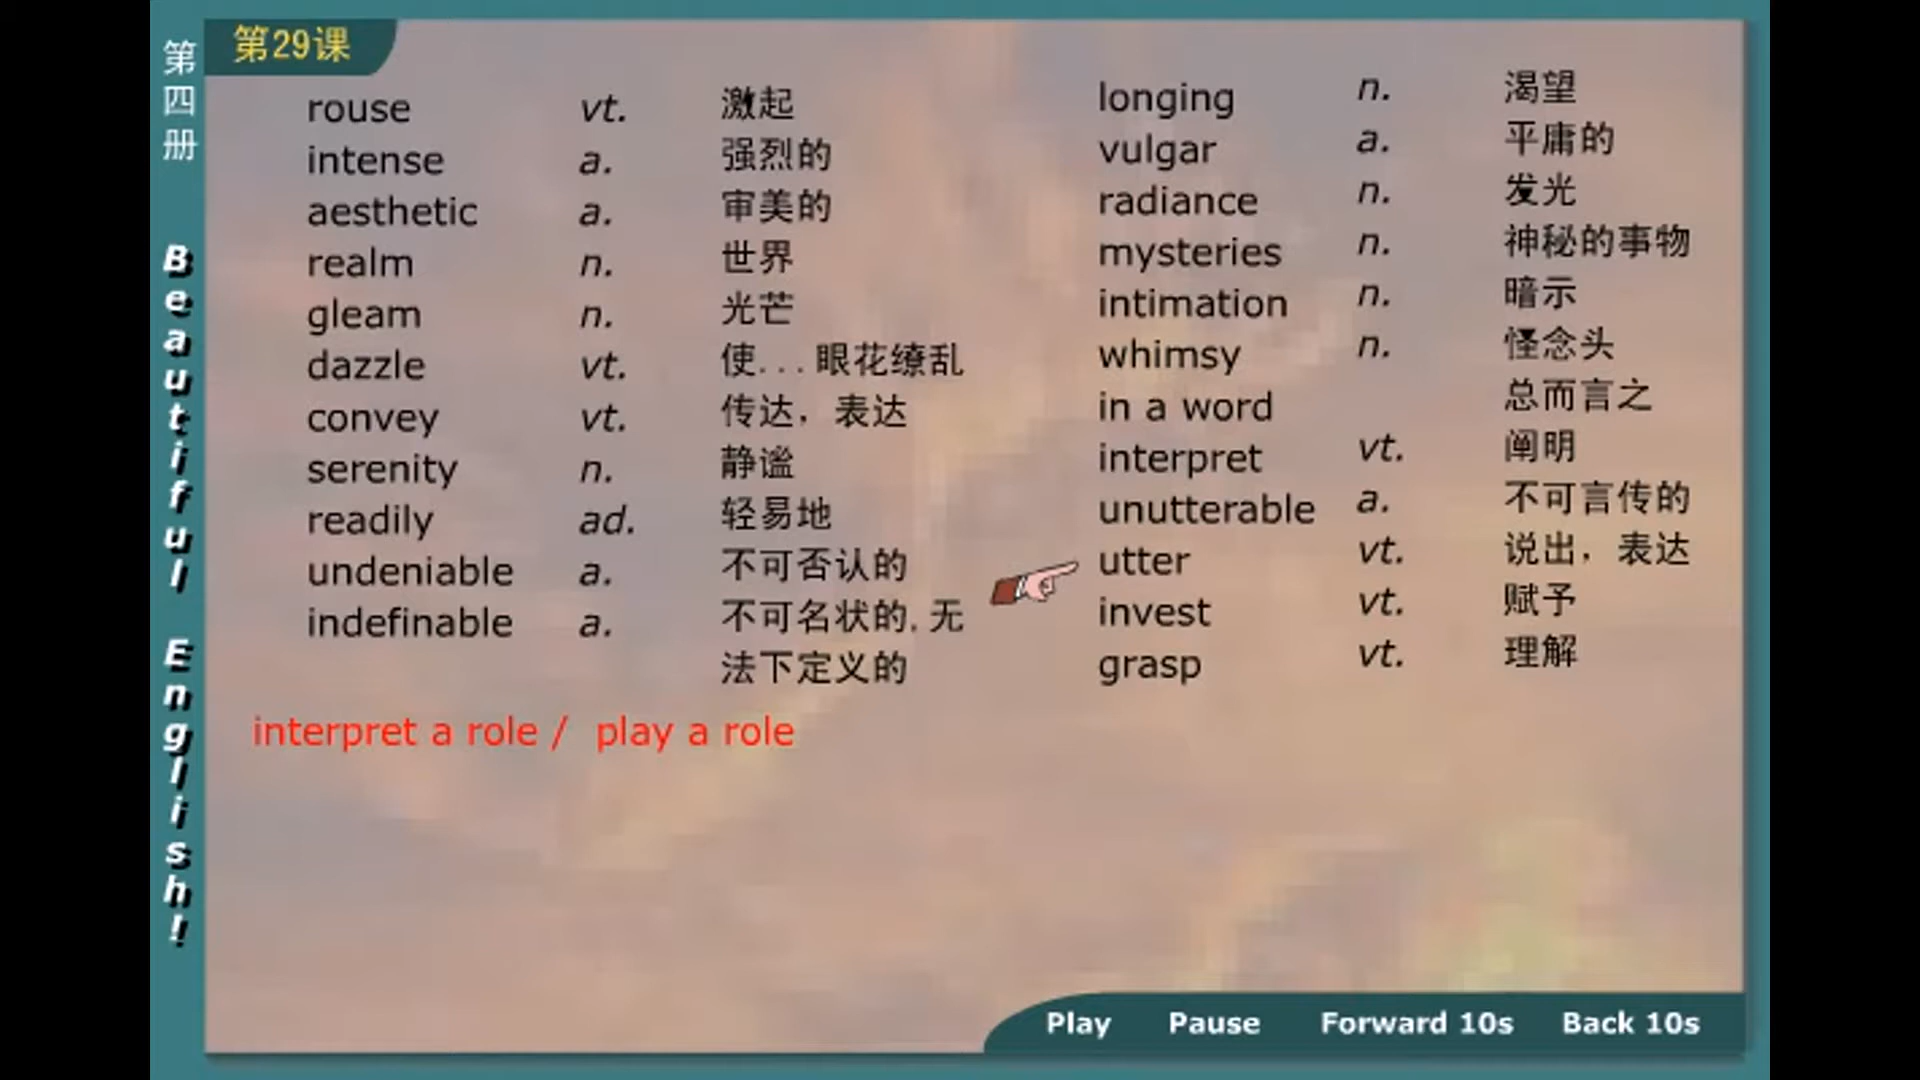 第四册
Beautiful English!
第29课
rouse vt. 激起
intense a. 强烈的
aesthetic a. 审美的
realm n. 世界
gleam n. 光芒
dazzle vt. 使...眼花缭乱
convey vt. 传达，表达
serenity n. 静谧
readily ad. 轻易地
undeniable a. 不可否认的
indefinable a. 不可名状的,无
法下定义的
longing n. 渴望
vulgar a. 平庸的
radiance n. 发光
mysteries n. 神秘的事物
intimation n. 暗示
whimsy n. 怪念头
in a word 总而言之
interpret vt. 阐明
unutterable a. 不可言传的
utter vt. 说出，表达
invest vt. 赋予
grasp vt. 理解
interpret a role / play a role
Play Pause Forward 10s Back 10s